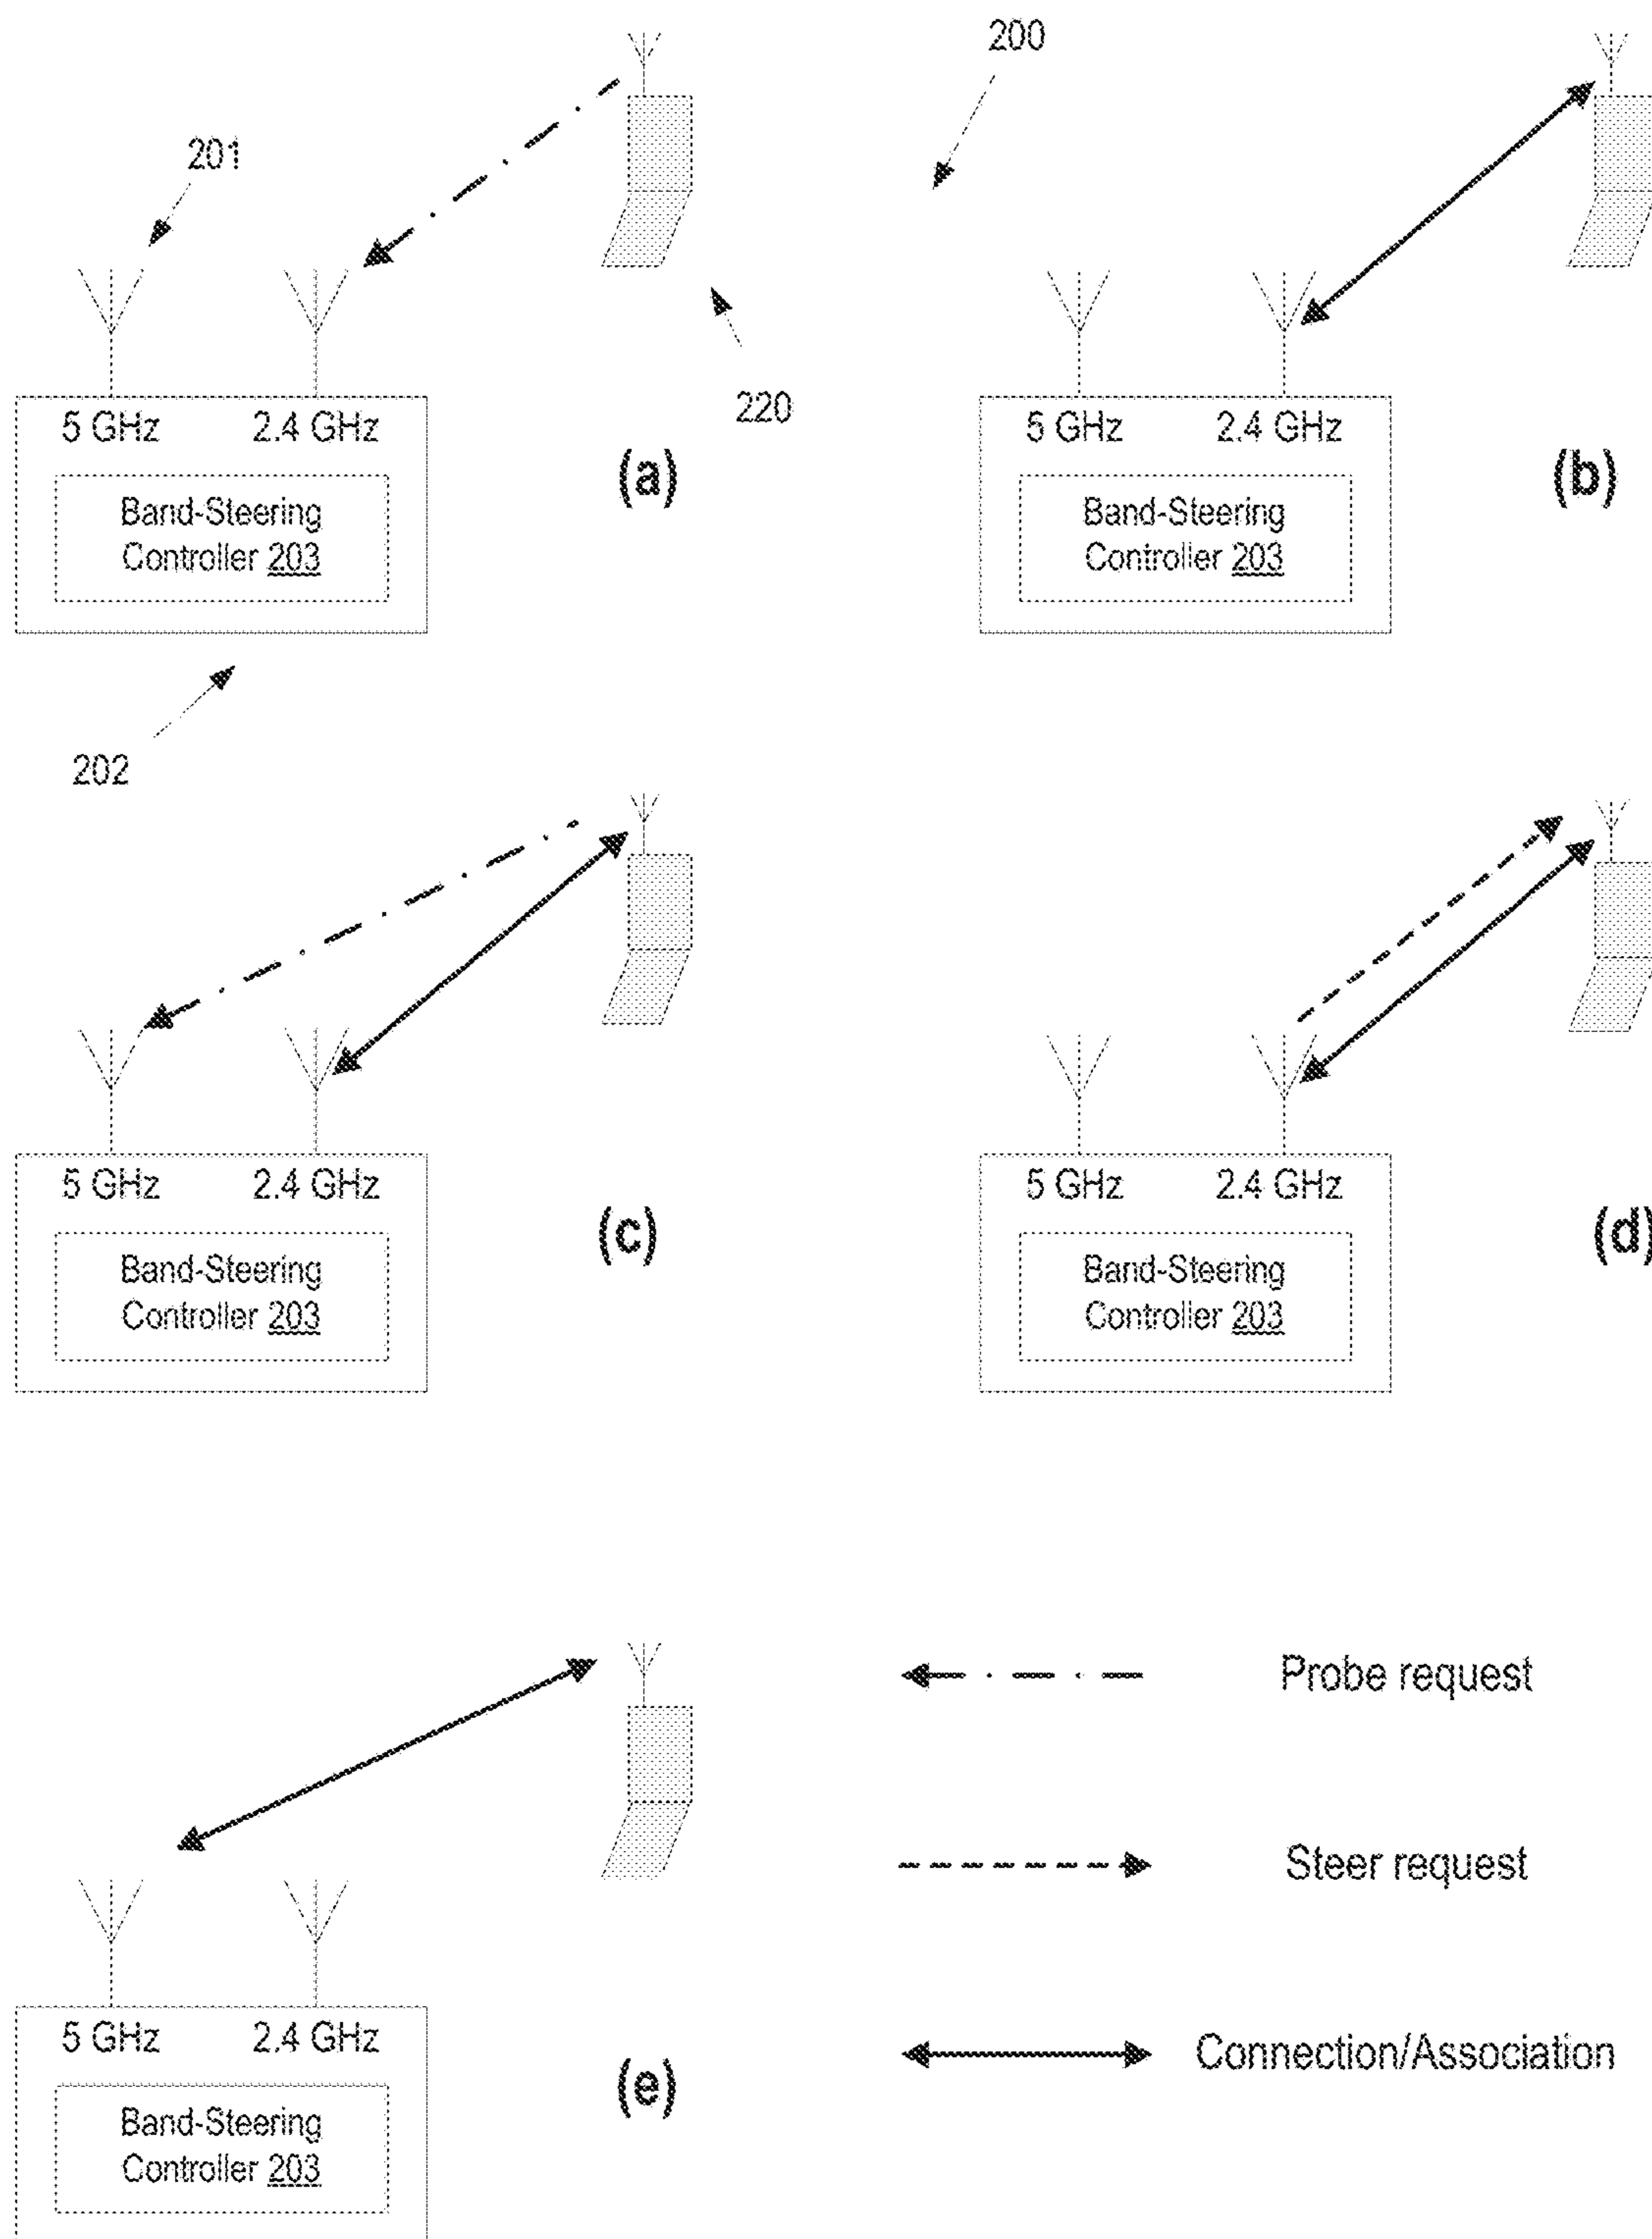 200
201
220
5 GHz 2.4 GHz
(a)
Band-Steering
Controller 203
202
5 GHz 2.4 GHz
(b)
Band-Steering
Controller 203
5 GHz 2.4 GHz
(c)
Band-Steering
Controller 203
5 GHz 2.4 GHz
(d)
Band-Steering
Controller 203
5 GHz 2.4 GHz
(e)
Band-Steering
Controller 203
Probe request
Steer request
Connection/Association